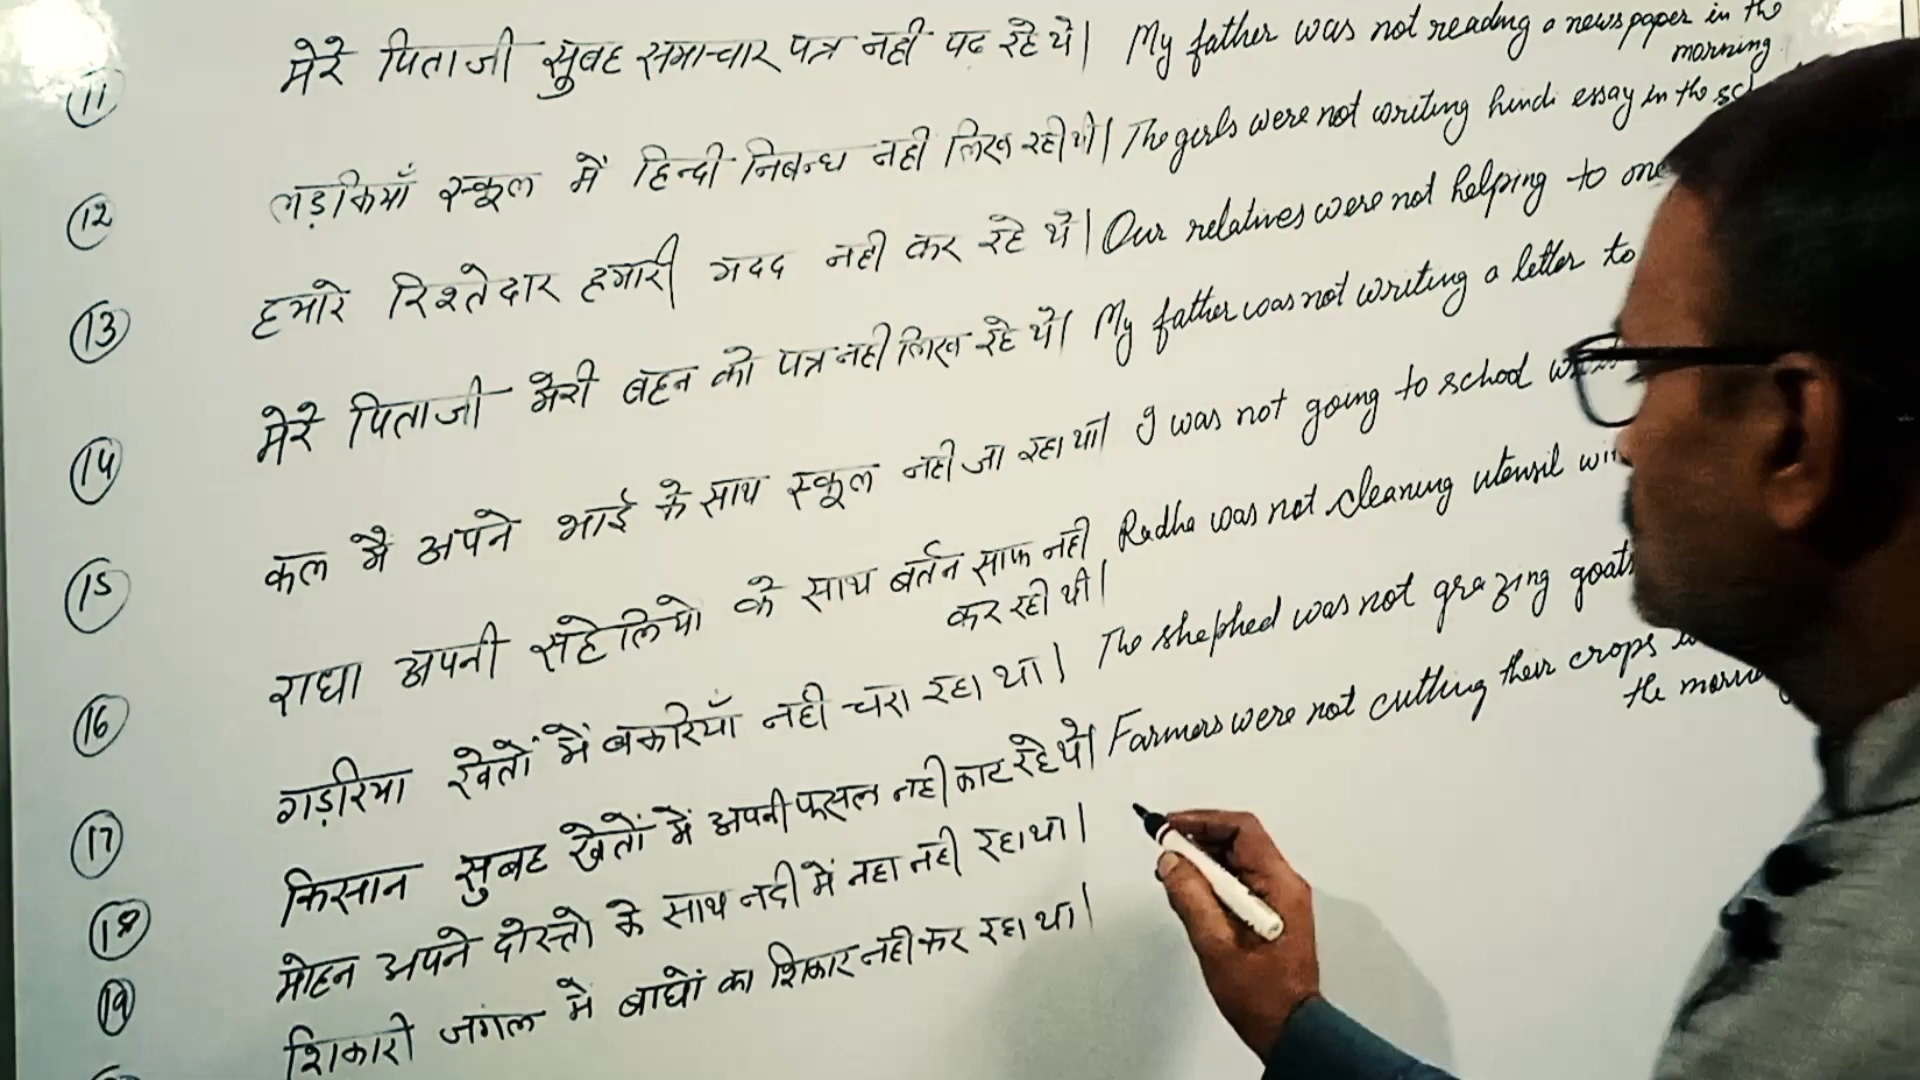 (11) मेरे पिताजी सुबह समाचार पत्र नही पढ रहे थे। My father was not reading a newspaper in the
morning
(12) लड़कियाँ स्कूल में हिन्दी निबन्ध नही लिख रही थी। The girls were not writing hindi essay in the
(13) हमारे रिश्तेदार हमारी मदद नही कर रहे थे। Our relatives were not helping to
(14) मेरे पिताजी मेरी बहन को पत्र नही लिख रहे थे। My father was not writing a letter to
(15) कल मै अपने भाई के साथ स्कूल नही जा रहा था। I was not going to school
(16) राधा अपनी सहेलियो के साथ बर्तन साफ नही Radha was not cleaning utensil
कर रही थी।
(17) गड़रिया खेतों में बकरियाँ नही चरा रहा था। The shephed was not grazing goats
(18) किसान सुबह खेतों में अपनी फसल नही काट रहे थे। Farmers were not cutting their crops
the
(19) मोहन अपने दोस्तो के साथ नदी में नहा नही रहा था।
शिकारी जंगल मे बाघों का शिकार नही कर रहा था।